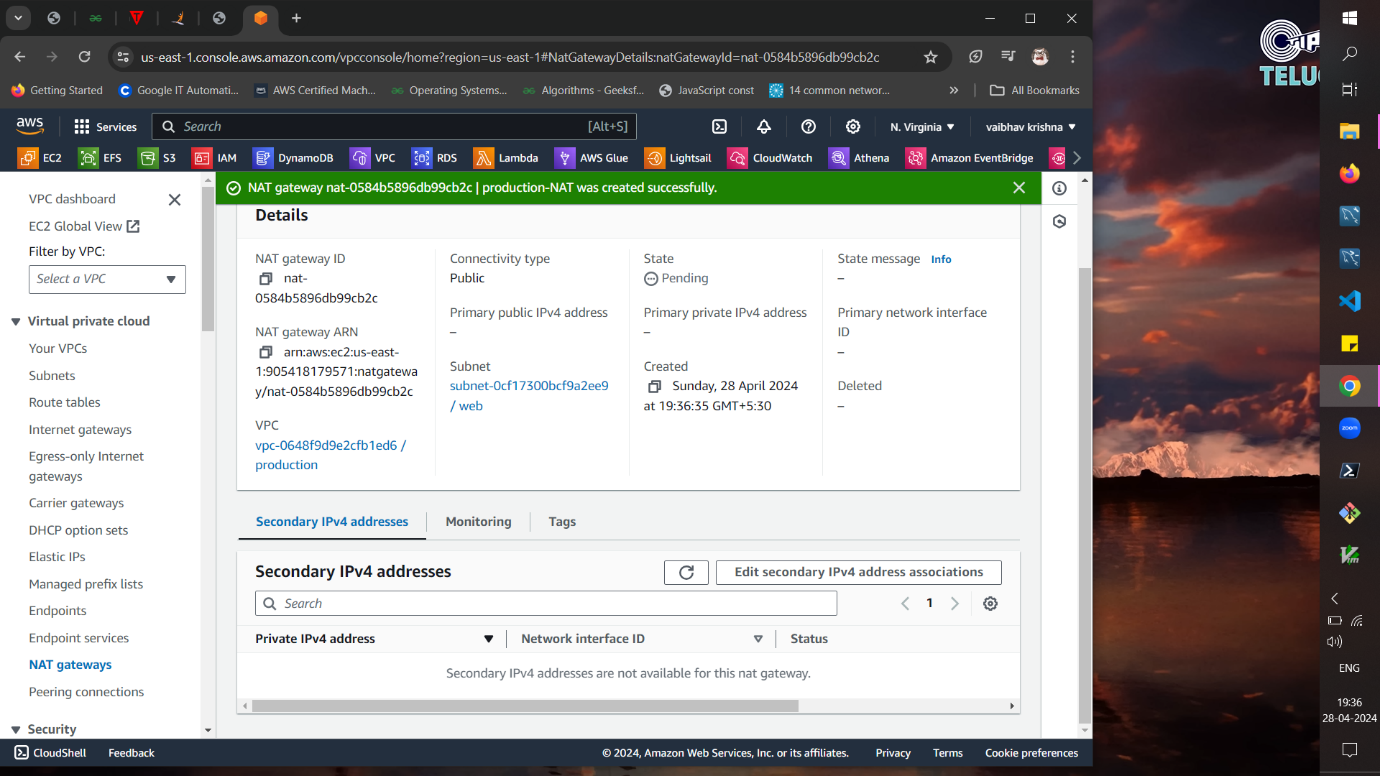 us-east-1.console.aws.amazon.com/vpcconsole/home?region=us-east-1#NatGatewayDetails:natGatewayId=nat-0584b5896db99cb2c
Getting Started
Google IT Automati...
AWS Certified Mach...
Operating Systems...
Algorithms - Geeksf...
JavaScript const
14 common networ...
All Bookmarks
aws
Services
Search
[Alt+S]
N. Virginia
vaibhav krishna
EC2
EFS
S3
IAM
DynamoDB
VPC
RDS
Lambda
AWS Glue
Lightsail
CloudWatch
Athena
Amazon EventBridge
VPC dashboard
EC2 Global View
Filter by VPC:
Select a VPC
Virtual private cloud
Your VPCs
Subnets
Route tables
Internet gateways
Egress-only Internet
gateways
Carrier gateways
DHCP option sets
Elastic IPs
Managed prefix lists
Endpoints
Endpoint services
NAT gateways
Peering connections
Security
NAT gateway nat-0584b5896db99cb2c | production-NAT was created successfully.
Details
NAT gateway ID
nat-
0584b5896db99cb2c
NAT gateway ARN
arn:aws:ec2:us-east-
1:905418179571:natgatewa
y/nat-0584b5896db99cb2c
VPC
vpc-0648f9d9e2cfb1ed6 /
production
Connectivity type
Public
Primary public IPv4 address
–
Subnet
subnet-0cf17300bcf9a2ee9
/ web
State
Pending
Primary private IPv4 address
–
Created
Sunday, 28 April 2024
at 19:36:35 GMT+5:30
State message Info
–
Primary network interface
ID
–
Deleted
–
Secondary IPv4 addresses
Monitoring
Tags
Secondary IPv4 addresses
Edit secondary IPv4 address associations
Search
1
Private IPv4 address
Network interface ID
Status
Secondary IPv4 addresses are not available for this nat gateway.
CloudShell
Feedback
© 2024, Amazon Web Services, Inc. or its affiliates.
Privacy
Terms
Cookie preferences
TELU
zoom
ENG
19:36
28-04-2024